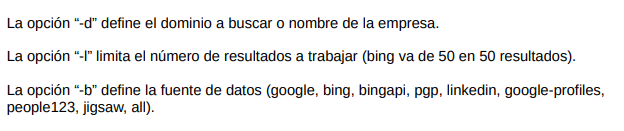 La opción “-d” define el dominio a buscar o nombre de la empresa.
La opción “-l” limita el número de resultados a trabajar (bing va de 50 en 50 resultados).
La opción “-b” define la fuente de datos (google, bing, bingapi, pgp, linkedin, google-profiles,
people123, jigsaw, all).